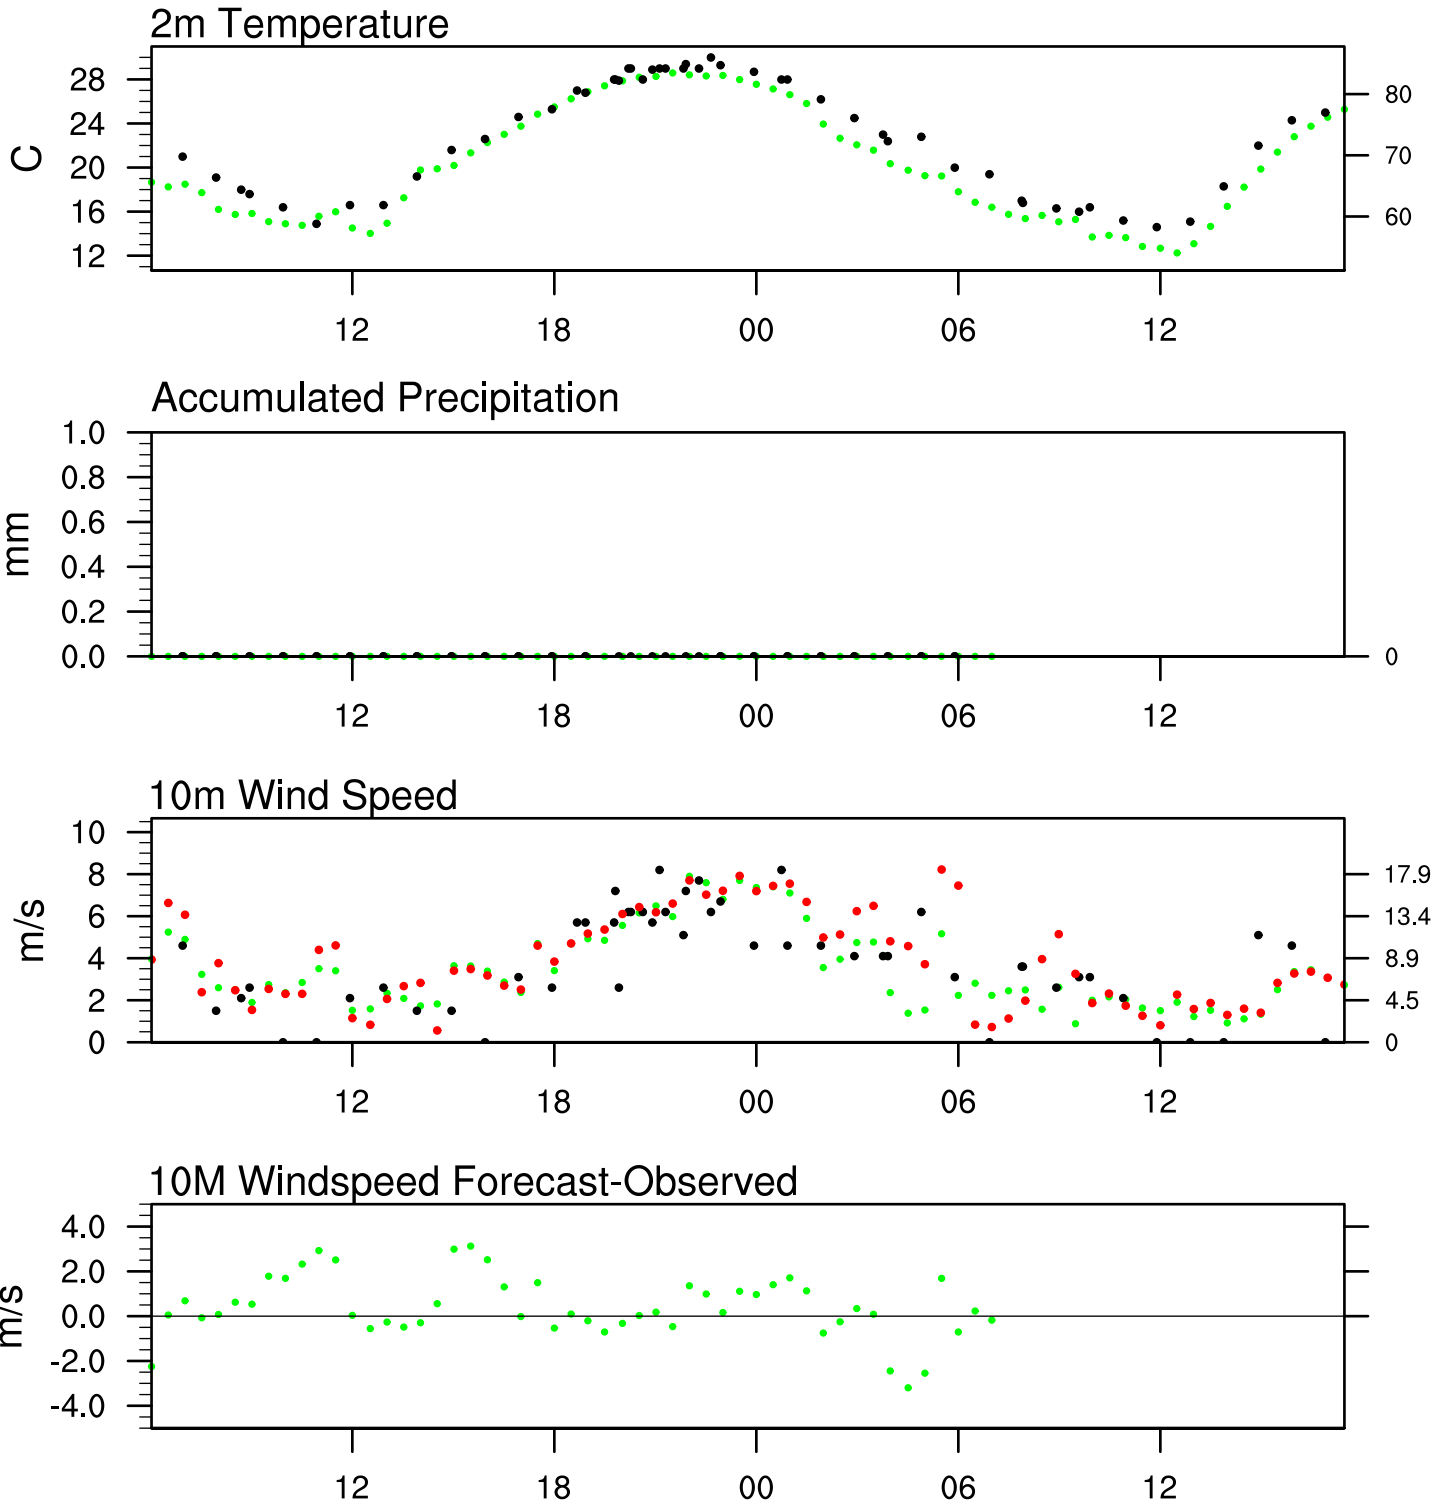 2m Temperature
28
24
20
16
12
C
80
70
60
12 18 00 06 12
Accumulated Precipitation
1.0
0.8
0.6
0.4
0.2
0.0
mm
0
12 18 00 06 12
10m Wind Speed
10
8
6
4
2
0
m/s
17.9
13.4
8.9
4.5
0
12 18 00 06 12
10M Windspeed Forecast-Observed
4.0
2.0
0.0
-2.0
-4.0
m/s
12 18 00 06 12